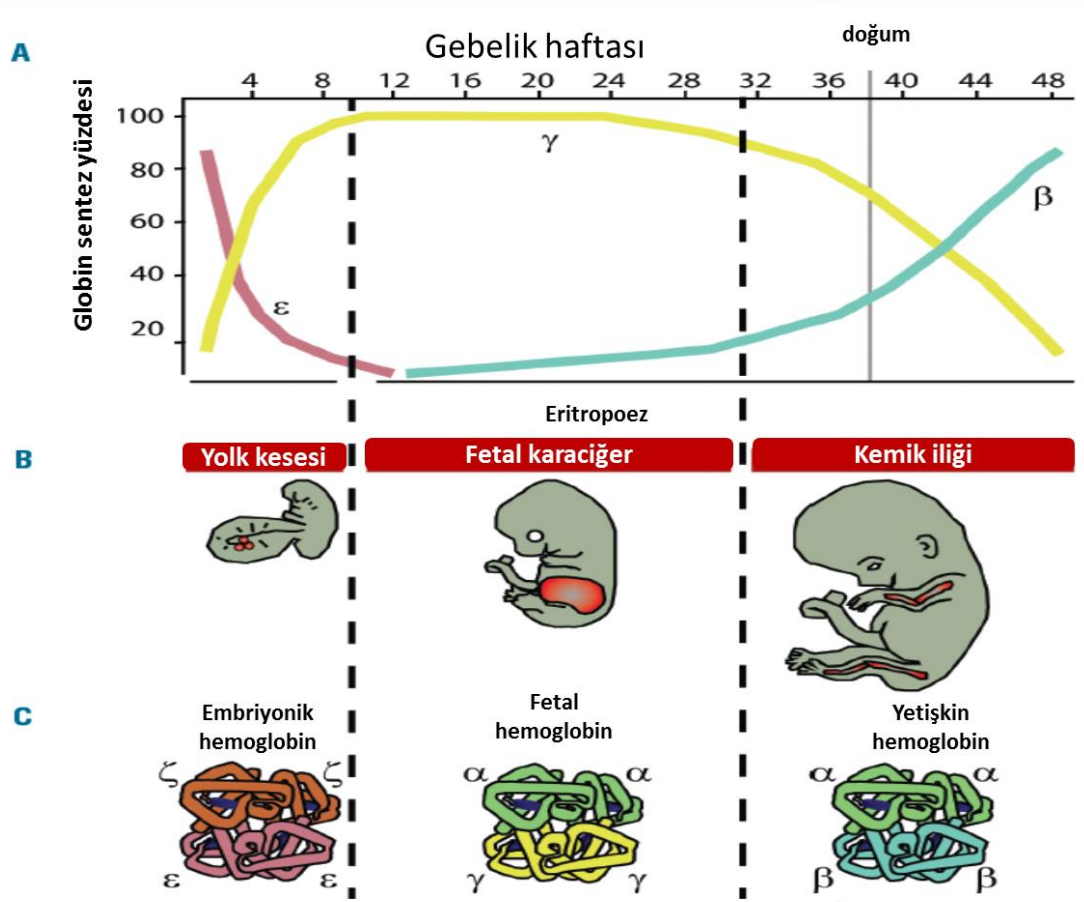 A
Gebelik haftası
doğum
4 8 12 16 20 24 28 32 36 40 44 48
Globin sentez yüzdesi
100
80
60
40
20
γ
β
ε
Eritropoez
B
Yolk kesesi
Fetal karaciğer
Kemik iliği
C
Embriyonik
hemoglobin
Fetal
hemoglobin
Yetişkin
hemoglobin
ζ ζ
ε ε
α α
γ γ
α α
β β